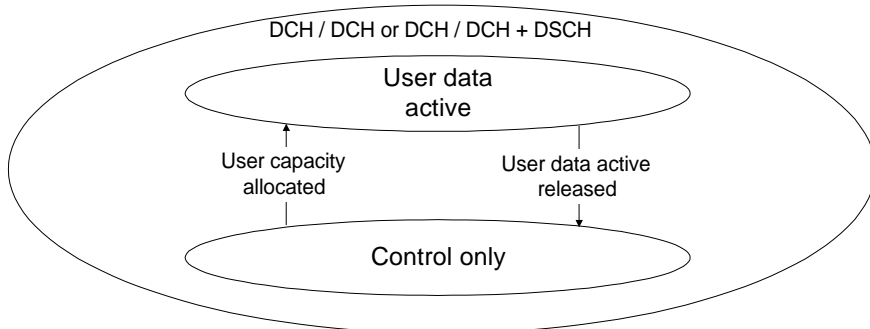 DCH / DCH or DCH / DCH + DSCH
User data
active
User capacity
allocated
User data active
released
Control only